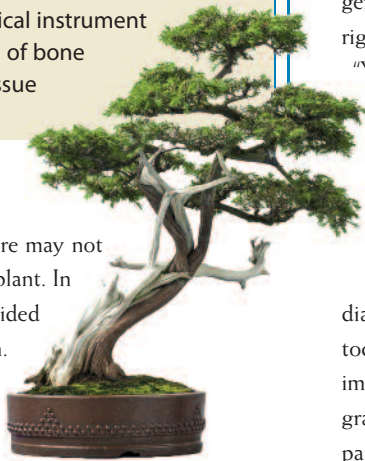 ical instrument
of bone
ssue
re may not
plant. In
ided
ge
rig
"Y
dia
too
im
gra
pa